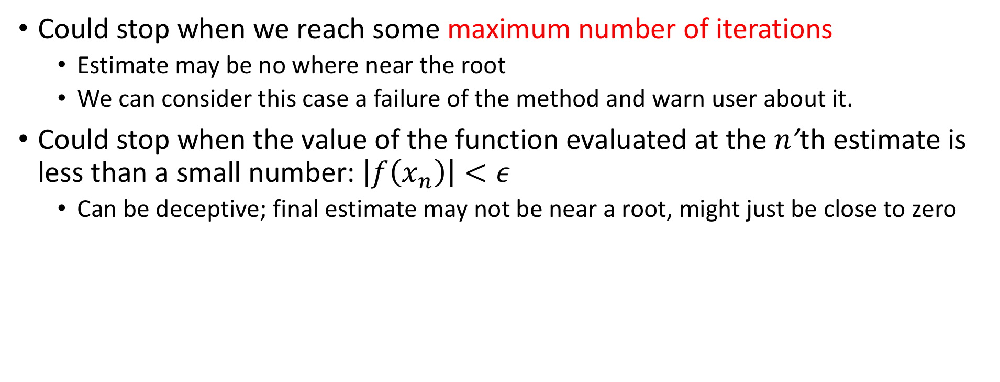 • Could stop when we reach some maximum number of iterations
• Estimate may be no where near the root
• We can consider this case a failure of the method and warn user about it.
• Could stop when the value of the function evaluated at the n’th estimate is
less than a small number: |f(xₙ)| < ϵ
• Can be deceptive; final estimate may not be near a root, might just be close to zero